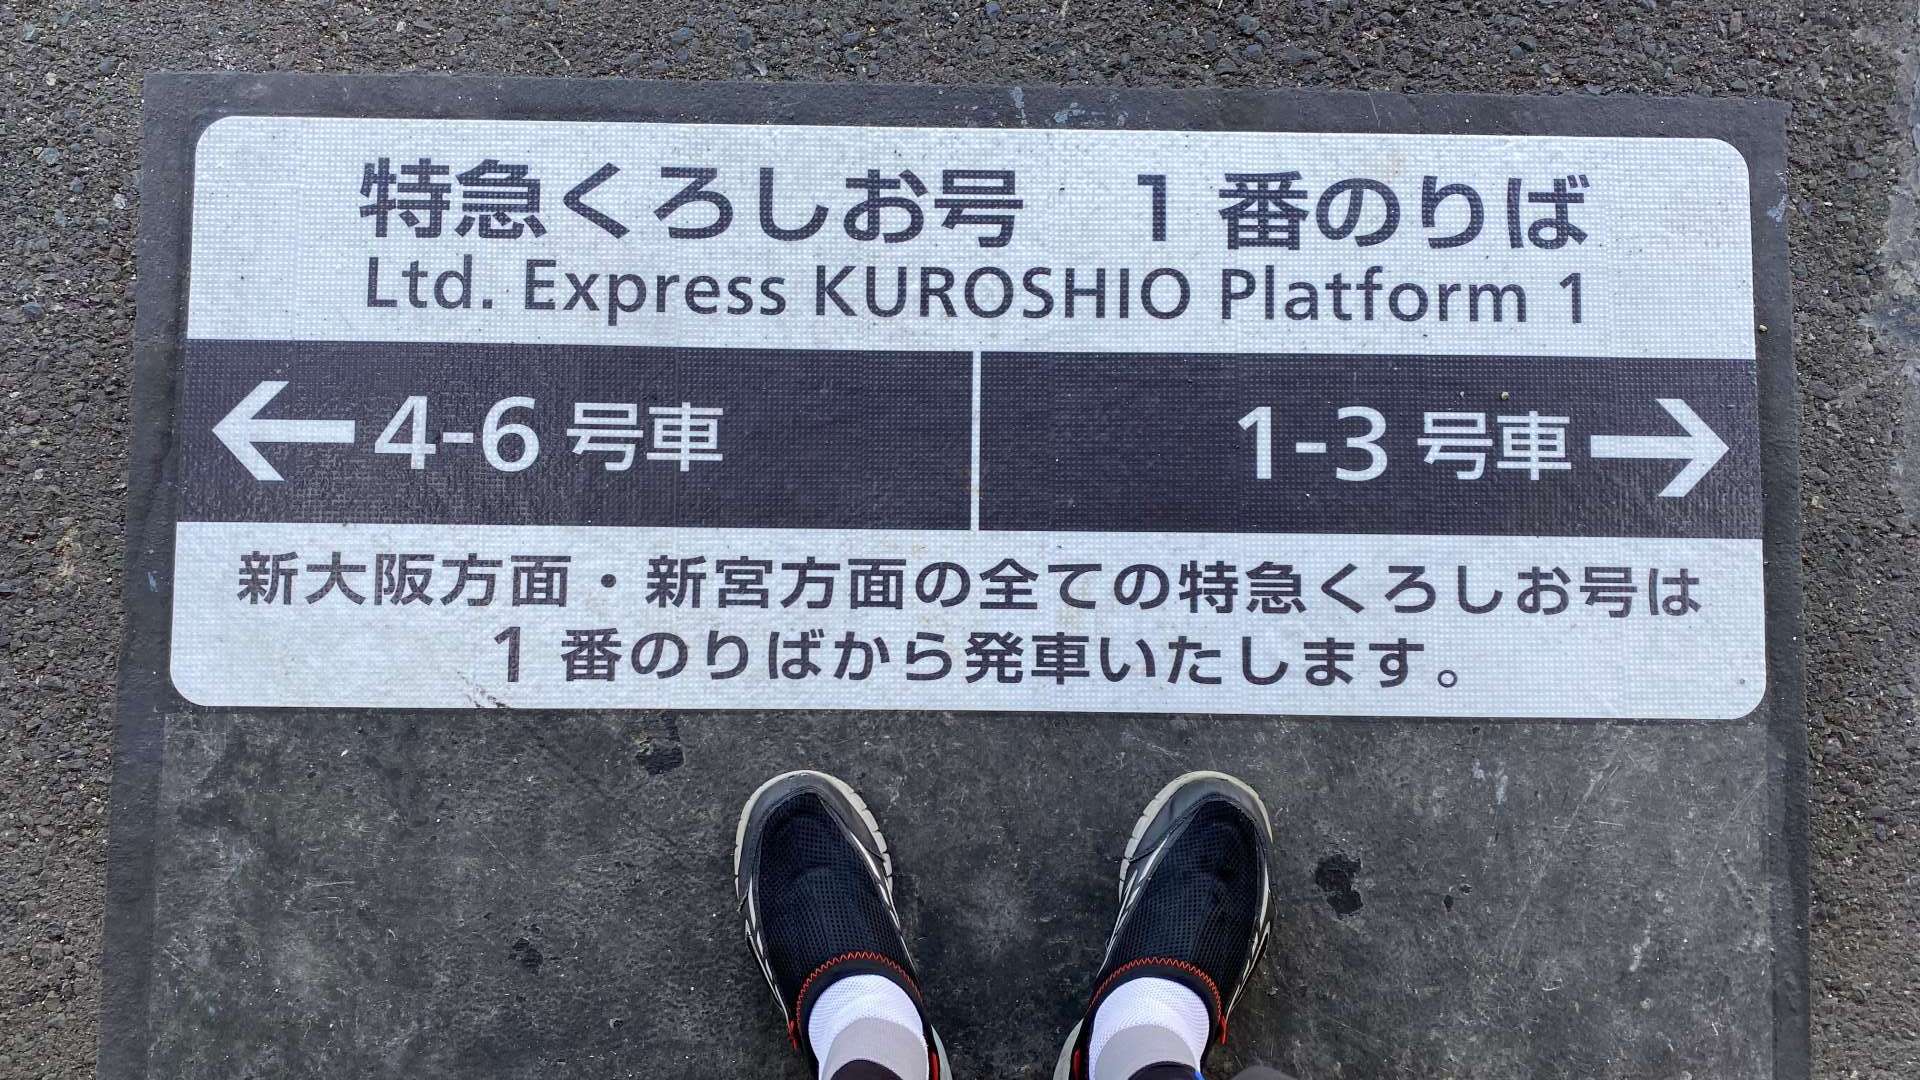 特急くろしお号　1 番のりば
Ltd. Express KUROSHIO Platform 1
← 4-6 号車
1-3 号車 →
新大阪方面・新宮方面の全ての特急くろしお号は
1 番のりばから発車いたします。